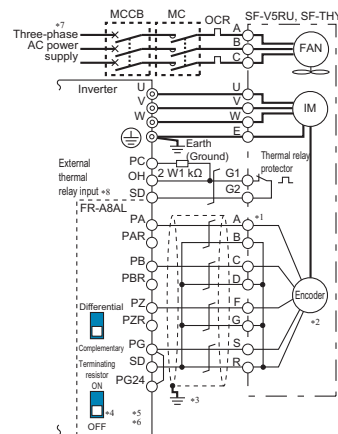 MCCB MC OCR SF-V5RU, SF-THY
*7
Three-phase
AC power
supply
A
B
C
FAN
Inverter
U
V
W
E
U
V
W
E
IM
Earth
(Ground)
External
thermal
relay input *8
PC
OH
SD
2 W1 kΩ
G1
G2
Thermal relay
protector
FR-A8AL
PA
PAR
PB
PBR
PZ
PZR
PG
SD
PG24
A *1
B
C
D
F
G
S
R
Encoder
*2
Differential
Complementary
Terminating
resistor
ON
OFF
*4
*5
*6
*3